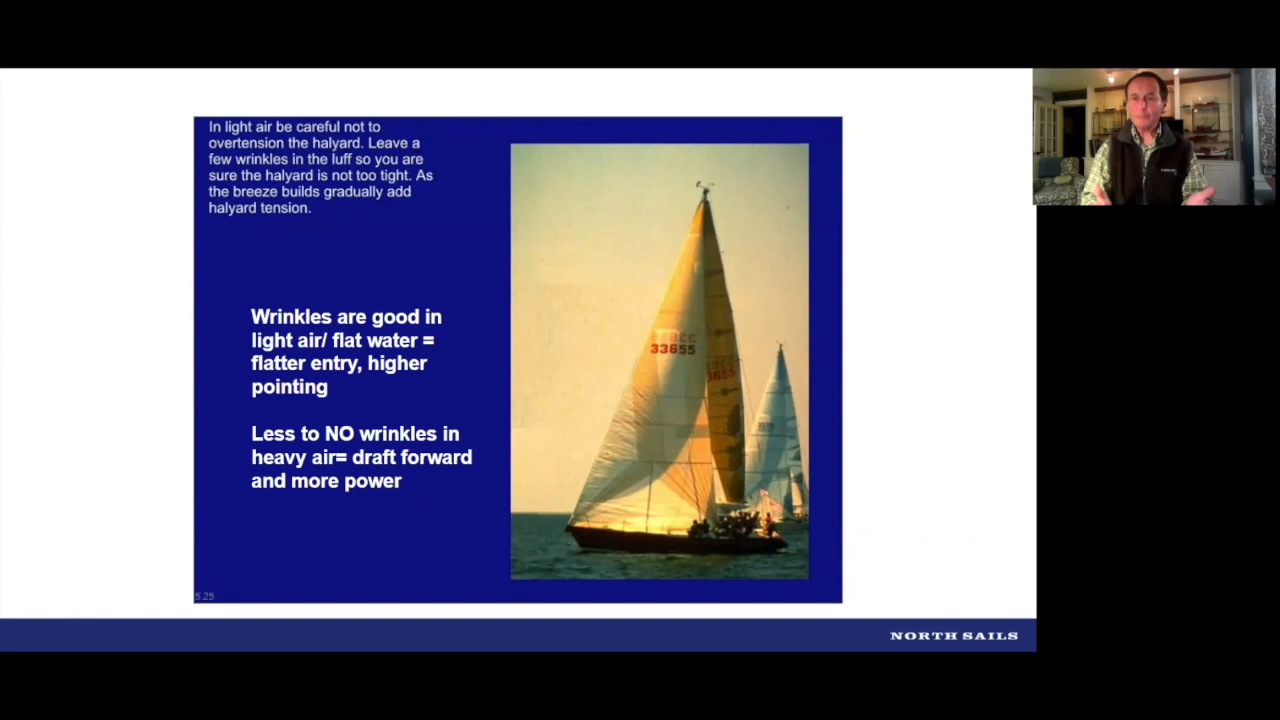 In light air be careful not to
overtension the halyard. Leave a
few wrinkles in the luff so you are
sure the halyard is not too tight. As
the breeze builds gradually add
halyard tension.
Wrinkles are good in
light air/ flat water =
flatter entry, higher
pointing
Less to NO wrinkles in
heavy air= draft forward
and more power
33655
3655
5.25
NORTH SAILS